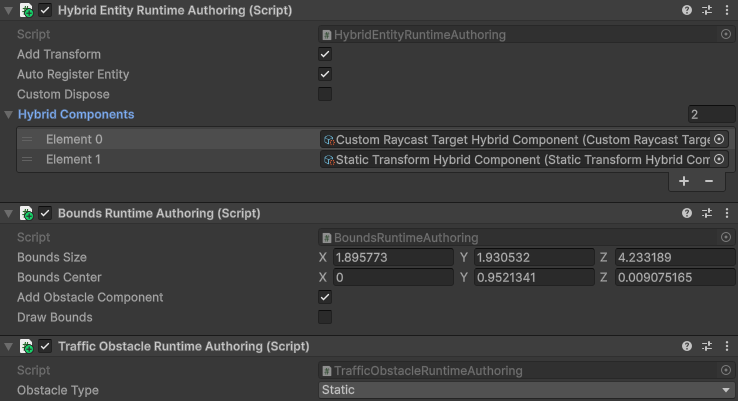 Hybrid Entity Runtime Authoring (Script)
Script HybridEntityRuntimeAuthoring
Add Transform
Auto Register Entity
Custom Dispose
Hybrid Components 2
Element 0 Custom Raycast Target Hybrid Component (Custom Raycast Targe
Element 1 Static Transform Hybrid Component (Static Transform Hybrid Com
+ −
Bounds Runtime Authoring (Script)
Script BoundsRuntimeAuthoring
Bounds Size X 1.895773 Y 1.930532 Z 4.233189
Bounds Center X 0 Y 0.9521341 Z 0.009075165
Add Obstacle Component
Draw Bounds
Traffic Obstacle Runtime Authoring (Script)
Script TrafficObstacleRuntimeAuthoring
Obstacle Type Static